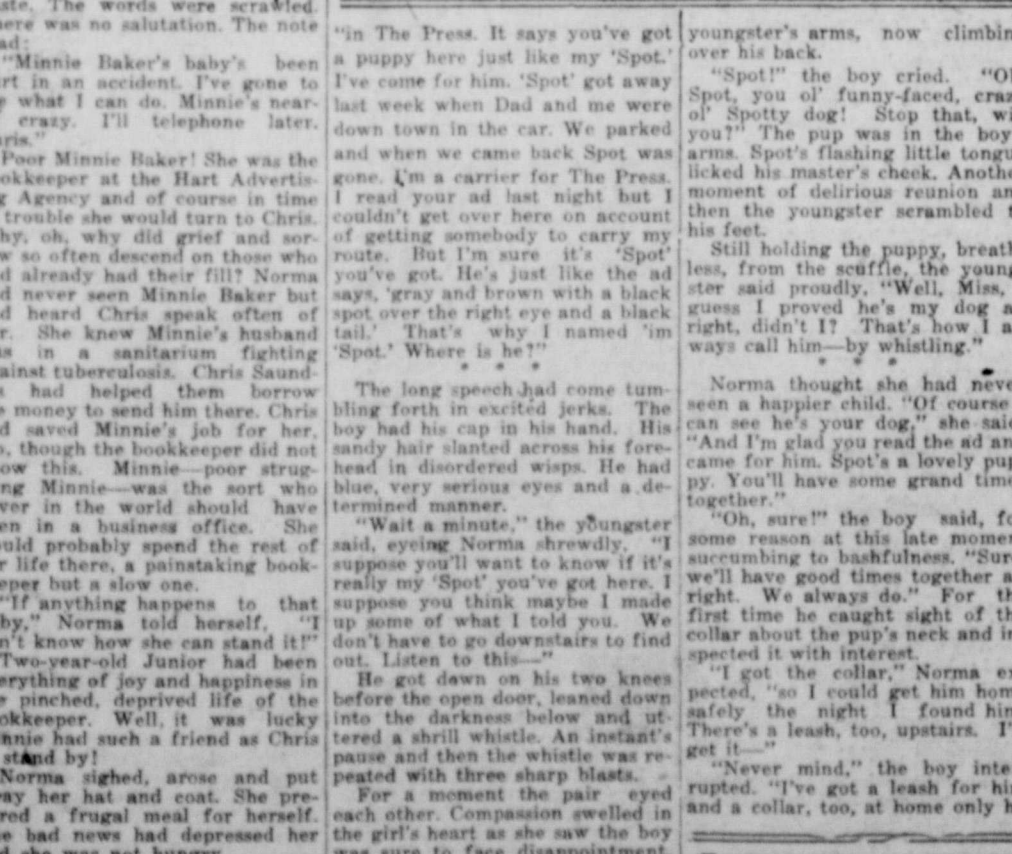 ste. The words were scrawled.
ere was no salutation. The note
ad:
"Minnie Baker's baby's been
rt in an accident. I've gone to
e what I can do. Minnie's near-
crazy. I'll telephone later.
ris."
Poor Minnie Baker! She was the
okkeeper at the Hart Advertis-
g Agency and of course in time
trouble she would turn to Chris.
hy, oh, why did grief and sor-
w so often descend on those who
d already had their fill? Norma
d never seen Minnie Baker but
d heard Chris speak often of
r. She knew Minnie's husband
as in a sanitarium fighting
ainst tuberculosis. Chris Saund-
s had helped them borrow
e money to send him there. Chris
d saved Minnie's job for her,
o, though the bookkeeper did not
ow this. Minnie—poor strug-
ng Minnie—was the sort who
ver in the world should have
en in a business office. She
uld probably spend the rest of
r life there, a painstaking book-
eper but a slow one.
"If anything happens to that
by," Norma told herself, "I
n't know how she can stand it!"
Two-year-old Junior had been
erything of joy and happiness in
e pinched, deprived life of the
okkeeper. Well, it was lucky
nnie had such a friend as Chris
stand by!
Norma sighed, arose and put
ay her hat and coat. She pre-
red a frugal meal for herself.
e bad news had depressed her
d she was not hungry.
"in The Press. It says you've got
a puppy here just like my 'Spot.'
I've come for him. 'Spot' got away
last week when Dad and me were
down town in the car. We parked
and when we came back Spot was
gone. I'm a carrier for The Press.
I read your ad last night but I
couldn't get over here on account
of getting somebody to carry my
route. But I'm sure it's 'Spot'
you've got. He's just like the ad
says, 'gray and brown with a black
spot over the right eye and a black
tail.' That's why I named 'im
'Spot.' Where is he?"
* * *
The long speech had come tum-
bling forth in excited jerks. The
boy had his cap in his hand. His
sandy hair slanted across his fore-
head in disordered wisps. He had
blue, very serious eyes and a de-
termined manner.
"Wait a minute," the youngster
said, eyeing Norma shrewdly, "I
suppose you'll want to know if it's
really my 'Spot' you've got here. I
suppose you think maybe I made
up some of what I told you. We
don't have to go downstairs to find
out. Listen to this—"
He got down on his two knees
before the open door, leaned down
into the darkness below and ut-
tered a shrill whistle. An instant's
pause and then the whistle was re-
peated with three sharp blasts.
For a moment the pair eyed
each other. Compassion swelled in
the girl's heart as she saw the boy
was sure to face disappointment.
youngster's arms, now climbin
over his back.
"Spot!" the boy cried. "Oh
Spot, you ol' funny-faced, craz
ol' Spotty dog! Stop that, wi
you?" The pup was in the boy'
arms. Spot's flashing little tongu
licked his master's cheek. Anothe
moment of delirious reunion an
then the youngster scrambled t
his feet.
Still holding the puppy, breath
less, from the scuffle, the young
ster said proudly, "Well, Miss,
guess I proved he's my dog a
right, didn't I? That's how I a
ways call him—by whistling."
* * *
Norma thought she had neve
seen a happier child. "Of course
can see he's your dog," she said
"And I'm glad you read the ad an
came for him. Spot's a lovely pup
py. You'll have some grand time
together."
"Oh, sure!" the boy said, fo
some reason at this late momen
succumbing to bashfulness. "Sur
we'll have good times together a
right. We always do." For th
first time he caught sight of th
collar about the pup's neck and in
spected it with interest.
"I got the collar," Norma ex
pected, "so I could get him hom
safely the night I found him
There's a leash, too, upstairs. I'
get it—"
"Never mind," the boy inte
rupted. "I've got a leash for hi
and a collar, too, at home only h